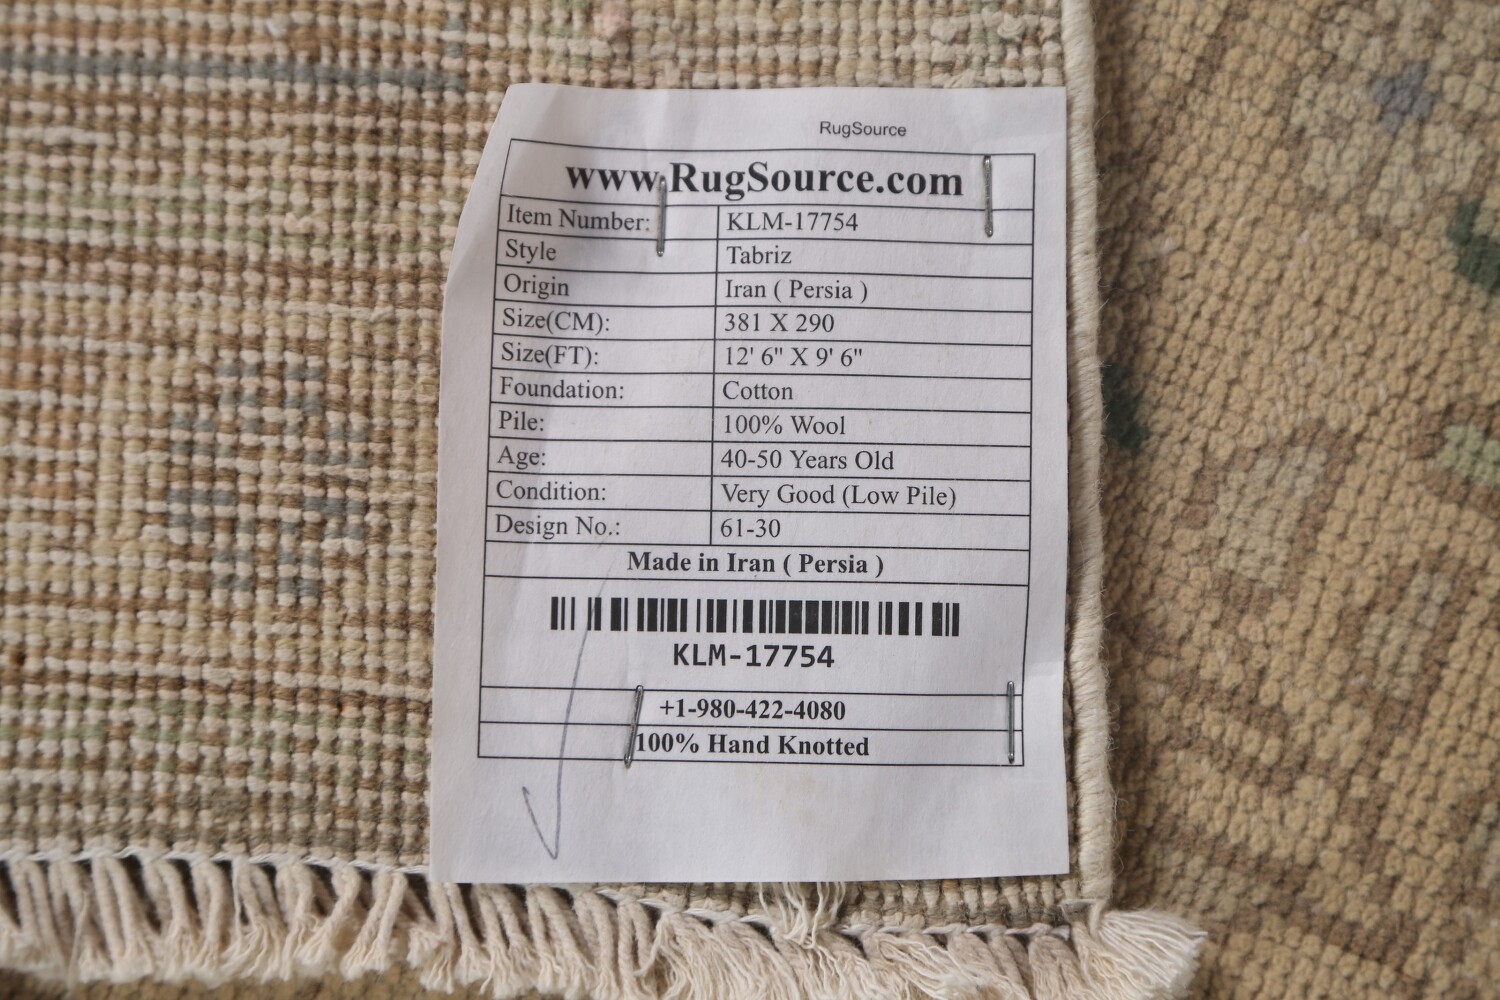 RugSource
www.RugSource.com
Item Number: KLM-17754
Style Tabriz
Origin Iran ( Persia )
Size(CM): 381 X 290
Size(FT): 12' 6" X 9' 6"
Foundation: Cotton
Pile: 100% Wool
Age: 40-50 Years Old
Condition: Very Good (Low Pile)
Design No.: 61-30
Made in Iran ( Persia )
KLM-17754
+1-980-422-4080
100% Hand Knotted